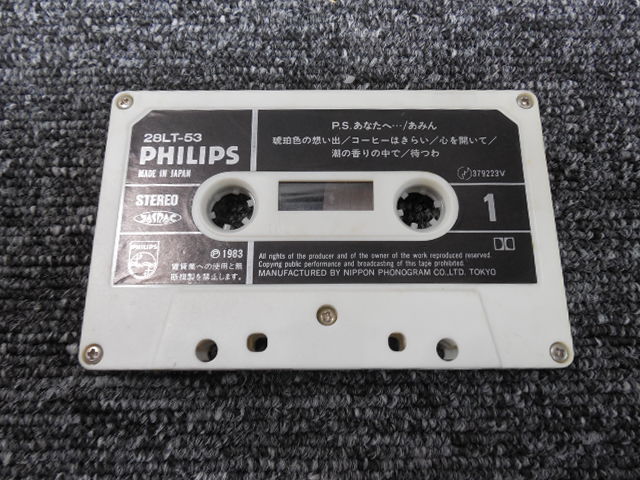 28LT-53
PHILIPS
MADE IN JAPAN
P.S.あなたへ…/あみん
琥珀色の想い出/コーヒーはきらい/心を開いて/
潮の香りの中で/待つわ
379223V
STEREO
JASRAC
1
PHILIPS
Ⓟ1983
賃貸業への使用と無
断複製を禁止します。
All rights of the producer and of the owner of the work reproduced reserved.
Copying public performance and broadcasting of this tape prohibited.
MANUFACTURED BY NIPPON PHONOGRAM CO.LTD. TOKYO